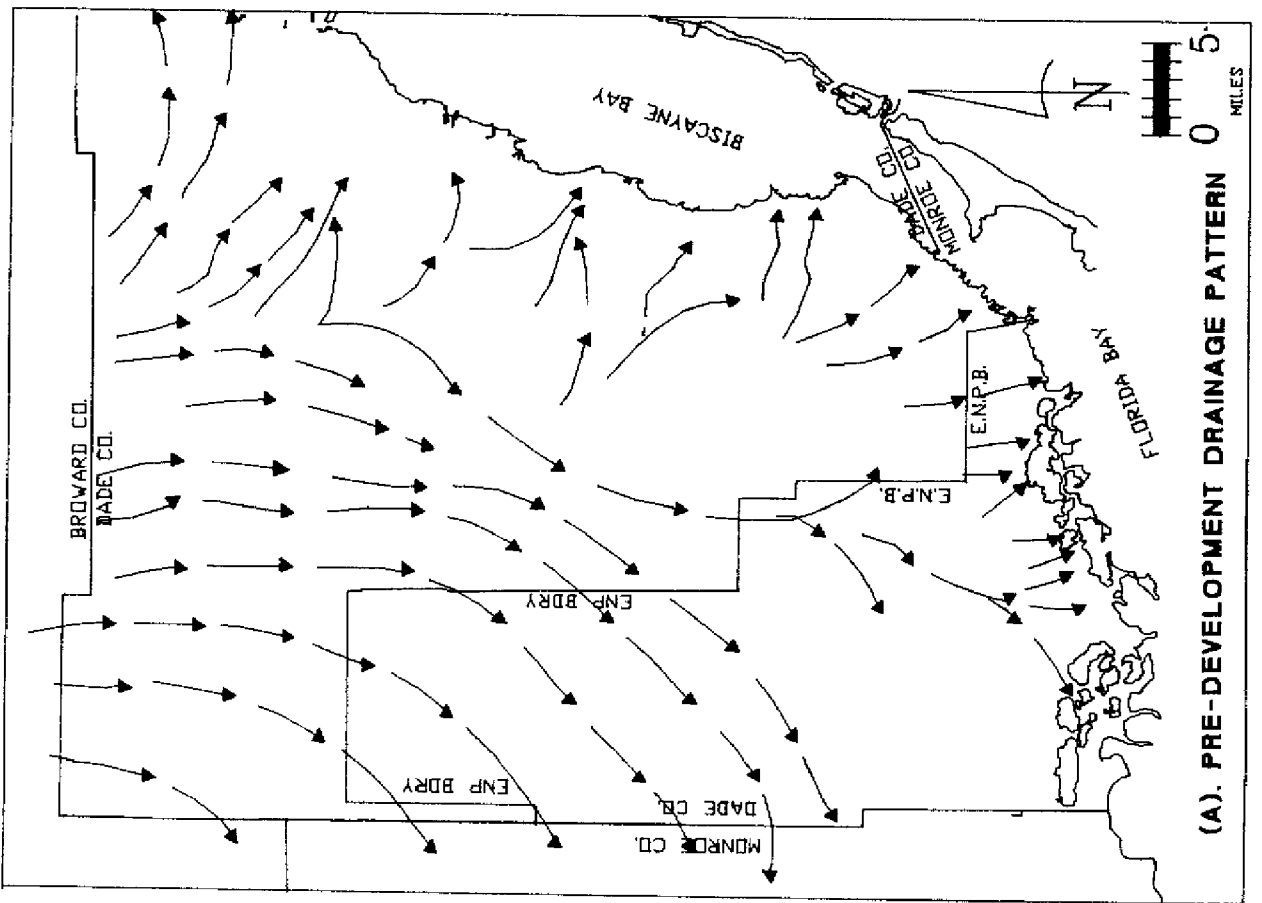 BROWARD CO.
DADE CO.
BISCAYNE BAY
DADE CO.
MONROE CO.
E.N.P.B.
E.N.P.B.
FLORIDA BAY
ENP BDRY
ENP BDRY
DADE CO.
MONROE CO.
N
0 5
MILES
(A). PRE-DEVELOPMENT DRAINAGE PATTERN